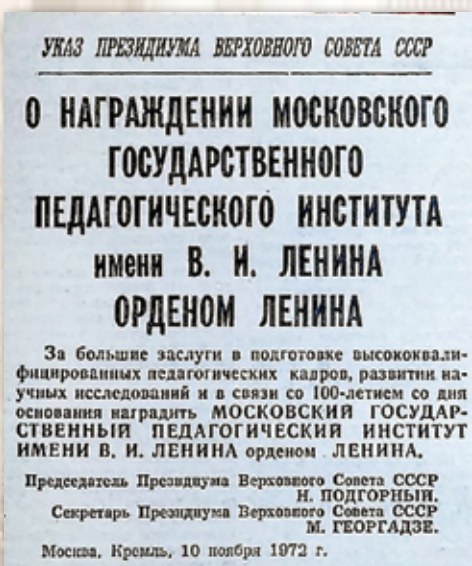 УКАЗ ПРЕЗИДИУМА ВЕРХОВНОГО СОВЕТА СССР
О НАГРАЖДЕНИИ МОСКОВСКОГО
ГОСУДАРСТВЕННОГО
ПЕДАГОГИЧЕСКОГО ИНСТИТУТА
имени В. И. ЛЕНИНА
ОРДЕНОМ ЛЕНИНА
За большие заслуги в подготовке высококвали-
фицированных педагогических кадров, развитии на-
учных исследований и в связи со 100-летием со дня
основания наградить МОСКОВСКИЙ ГОСУДАР-
СТВЕННЫЙ ПЕДАГОГИЧЕСКИЙ ИНСТИТУТ
ИМЕНИ В. И. ЛЕНИНА орденом ЛЕНИНА.
Председатель Президиума Верховного Совета СССР
Н. ПОДГОРНЫЙ.
Секретарь Президиума Верховного Совета СССР
М. ГЕОРГАДЗЕ.
Москва, Кремль, 10 ноября 1972 г.